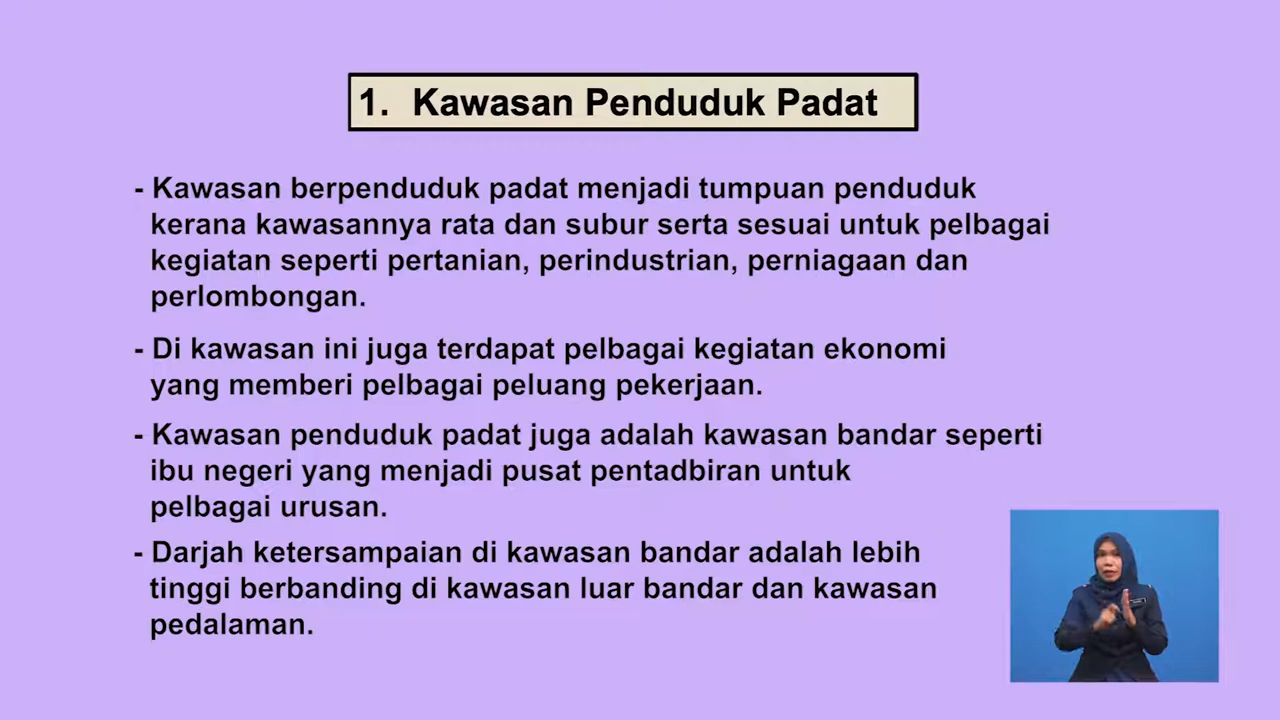 1. Kawasan Penduduk Padat
- Kawasan berpenduduk padat menjadi tumpuan penduduk
kerana kawasannya rata dan subur serta sesuai untuk pelbagai
kegiatan seperti pertanian, perindustrian, perniagaan dan
perlombongan.
- Di kawasan ini juga terdapat pelbagai kegiatan ekonomi
yang memberi pelbagai peluang pekerjaan.
- Kawasan penduduk padat juga adalah kawasan bandar seperti
ibu negeri yang menjadi pusat pentadbiran untuk
pelbagai urusan.
- Darjah ketersampaian di kawasan bandar adalah lebih
tinggi berbanding di kawasan luar bandar dan kawasan
pedalaman.